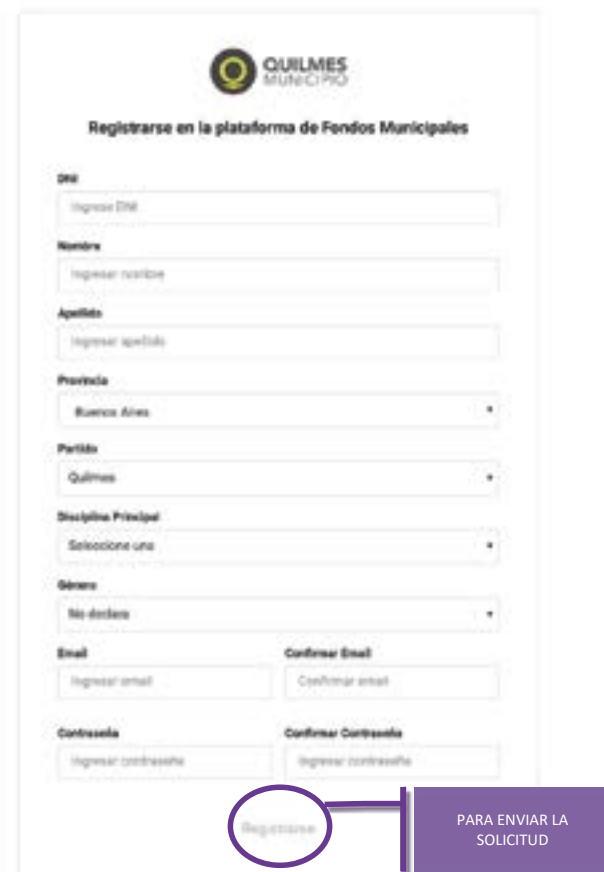 QUILMES
MUNICIPIO
Registrarse en la plataforma de Fondos Municipales
DNI
Ingrese DNI
Nombre
Ingresar nombre
Apellido
Ingresar apellido
Provincia
Buenos Aires
Partido
Quilmes
Disciplina Principal
Seleccione una
Género
No declara
Email Confirmar Email
Ingresar email Confirmar email
Contraseña Confirmar Contraseña
Ingresar contraseña Ingresar contraseña
Registrarse
PARA ENVIAR LA
SOLICITUD